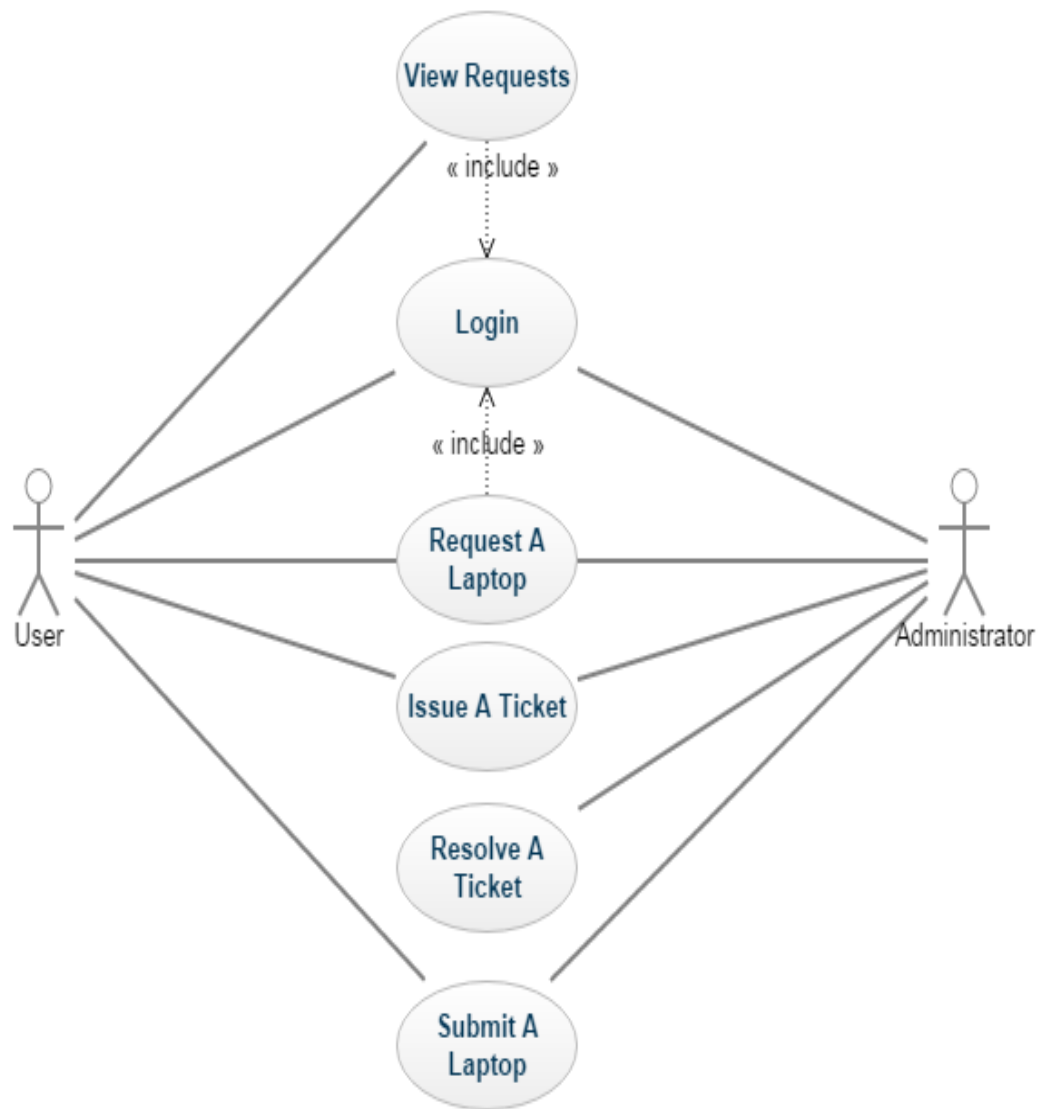 View Requests
« include »
Login
« include »
Request A
Laptop
User
Administrator
Issue A Ticket
Resolve A
Ticket
Submit A
Laptop